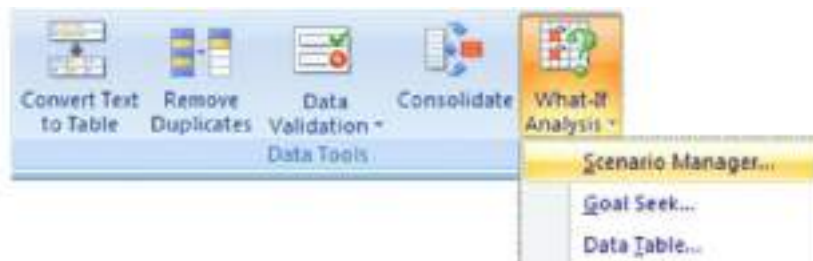 Convert Text Remove Data Consolidate What-If
to Table Duplicates Validation Analysis
Data Tools
Scenario Manager...
Goal Seek...
Data Table...